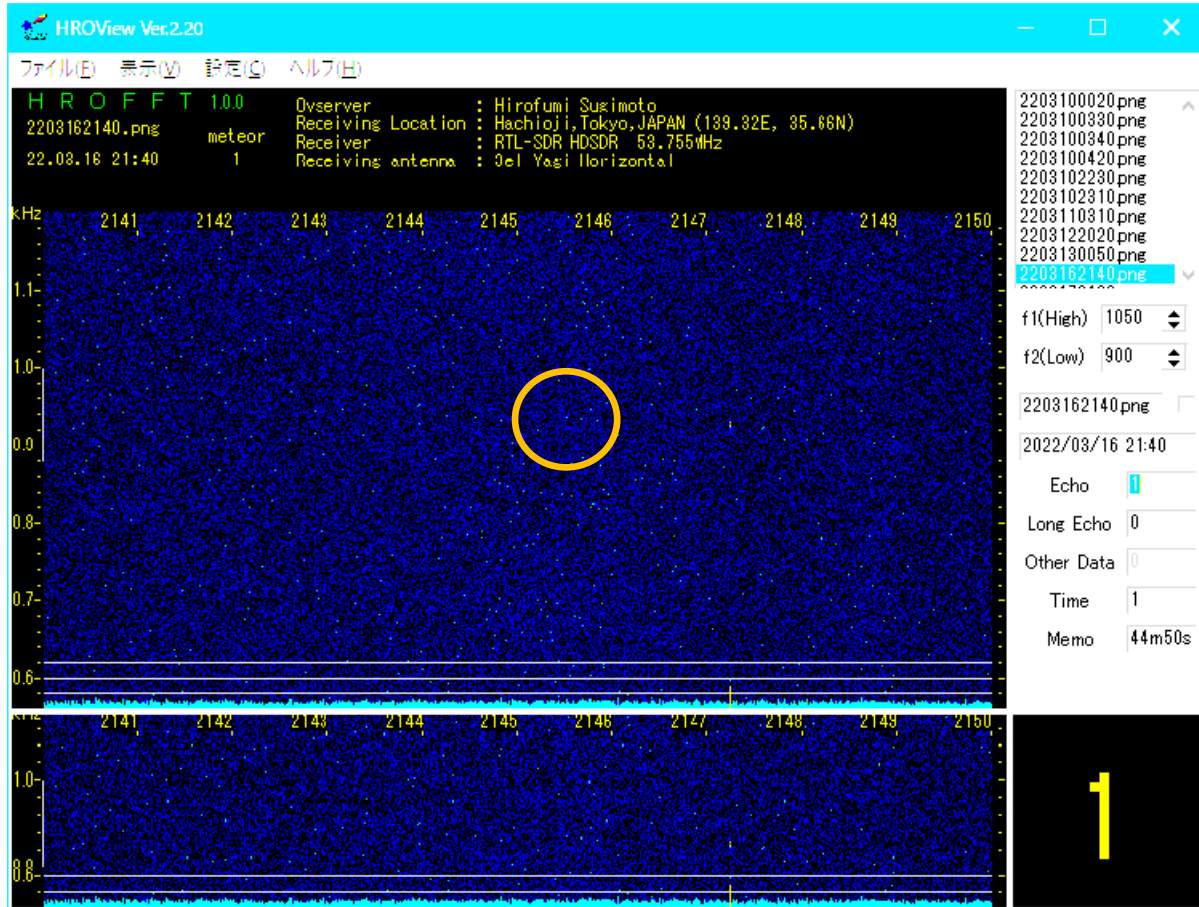 HROView Ver.2.20
ファイル(F) 表示(V) 設定(C) ヘルプ(H)
H R O F F T 1.0.0
2203162140.png meteor
22.03.16 21:40 1
Ovserver : Hirofumi Sugimoto
Receiving Location : Hachioji,Tokyo,JAPAN (139.32E, 35.66N)
Receiver : RTL-SDR HDSDR 53.755MHz
Receiving antenna : 3el Yagi Horizontal
kHz 2141 2142 2143 2144 2145 2146 2147 2148 2149 2150
1.1
1.0
0.9
0.8
0.7
0.6
kHz 2141 2142 2143 2144 2145 2146 2147 2148 2149 2150
1.0
0.8
0.6
2203100020.png
2203100330.png
2203100340.png
2203100420.png
2203102230.png
2203102310.png
2203110310.png
2203122020.png
2203130050.png
2203162140.png
f1(High) 1050
f2(Low) 900
2203162140.png
2022/03/16 21:40
Echo 1
Long Echo 0
Other Data 0
Time 1
Memo 44m50s
1